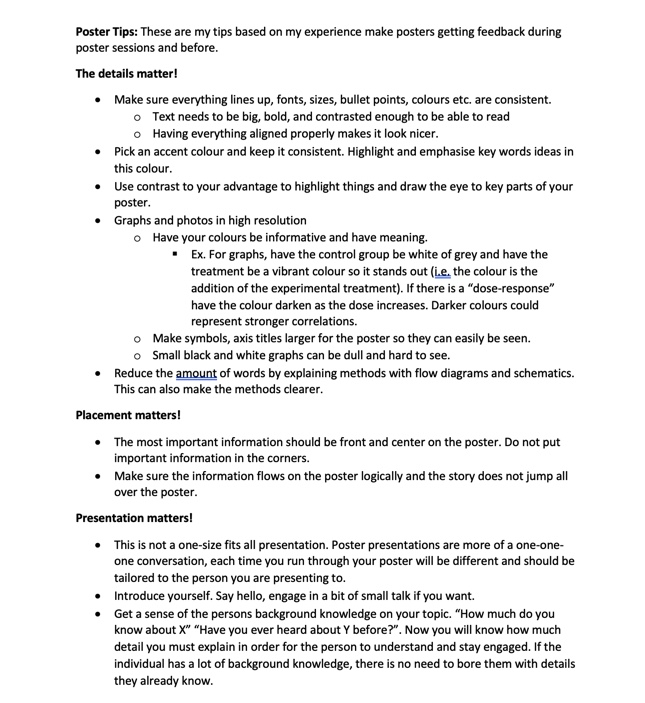 Poster Tips: These are my tips based on my experience make posters getting feedback during
poster sessions and before.
The details matter!
• Make sure everything lines up, fonts, sizes, bullet points, colours etc. are consistent.
o Text needs to be big, bold, and contrasted enough to be able to read
o Having everything aligned properly makes it look nicer.
• Pick an accent colour and keep it consistent. Highlight and emphasise key words ideas in
this colour.
• Use contrast to your advantage to highlight things and draw the eye to key parts of your
poster.
• Graphs and photos in high resolution
o Have your colours be informative and have meaning.
▪ Ex. For graphs, have the control group be white of grey and have the
treatment be a vibrant colour so it stands out (i.e. the colour is the
addition of the experimental treatment). If there is a “dose-response”
have the colour darken as the dose increases. Darker colours could
represent stronger correlations.
o Make symbols, axis titles larger for the poster so they can easily be seen.
o Small black and white graphs can be dull and hard to see.
• Reduce the amount of words by explaining methods with flow diagrams and schematics.
This can also make the methods clearer.
Placement matters!
• The most important information should be front and center on the poster. Do not put
important information in the corners.
• Make sure the information flows on the poster logically and the story does not jump all
over the poster.
Presentation matters!
• This is not a one-size fits all presentation. Poster presentations are more of a one-one-
one conversation, each time you run through your poster will be different and should be
tailored to the person you are presenting to.
• Introduce yourself. Say hello, engage in a bit of small talk if you want.
• Get a sense of the persons background knowledge on your topic. “How much do you
know about X” “Have you ever heard about Y before?”. Now you will know how much
detail you must explain in order for the person to understand and stay engaged. If the
individual has a lot of background knowledge, there is no need to bore them with details
they already know.